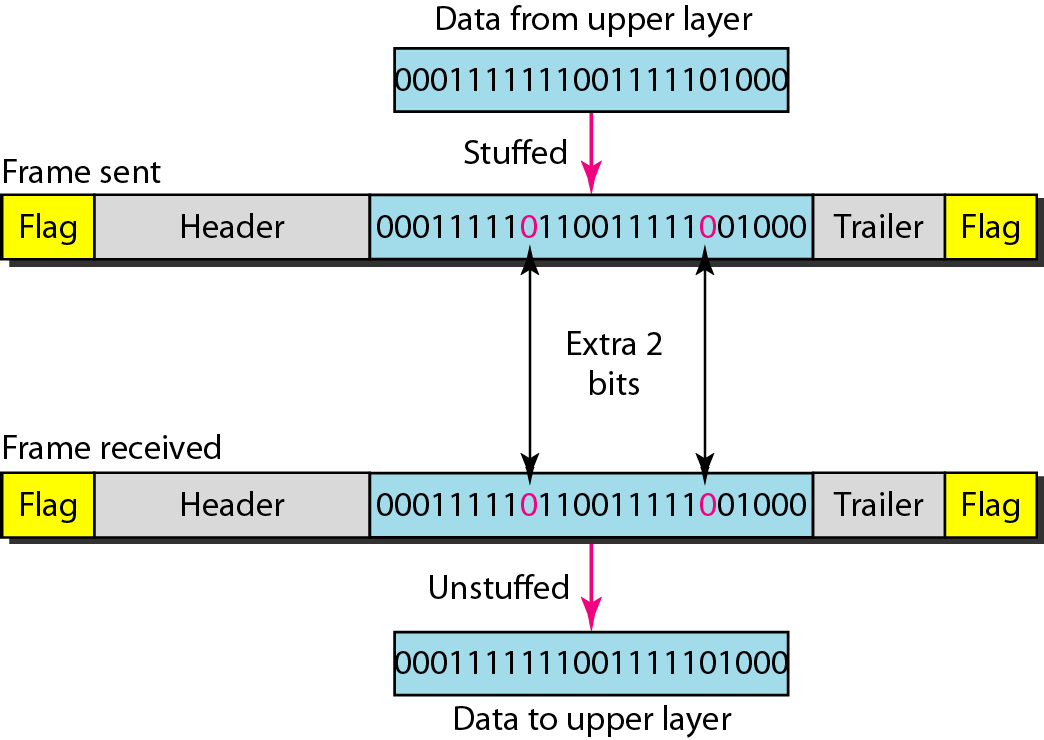 Data from upper layer
0001111111001111101000
Stuffed
Frame sent
Flag Header 000111110110011111001000 Trailer Flag
Extra 2
bits
Frame received
Flag Header 000111110110011111001000 Trailer Flag
Unstuffed
0001111111001111101000
Data to upper layer